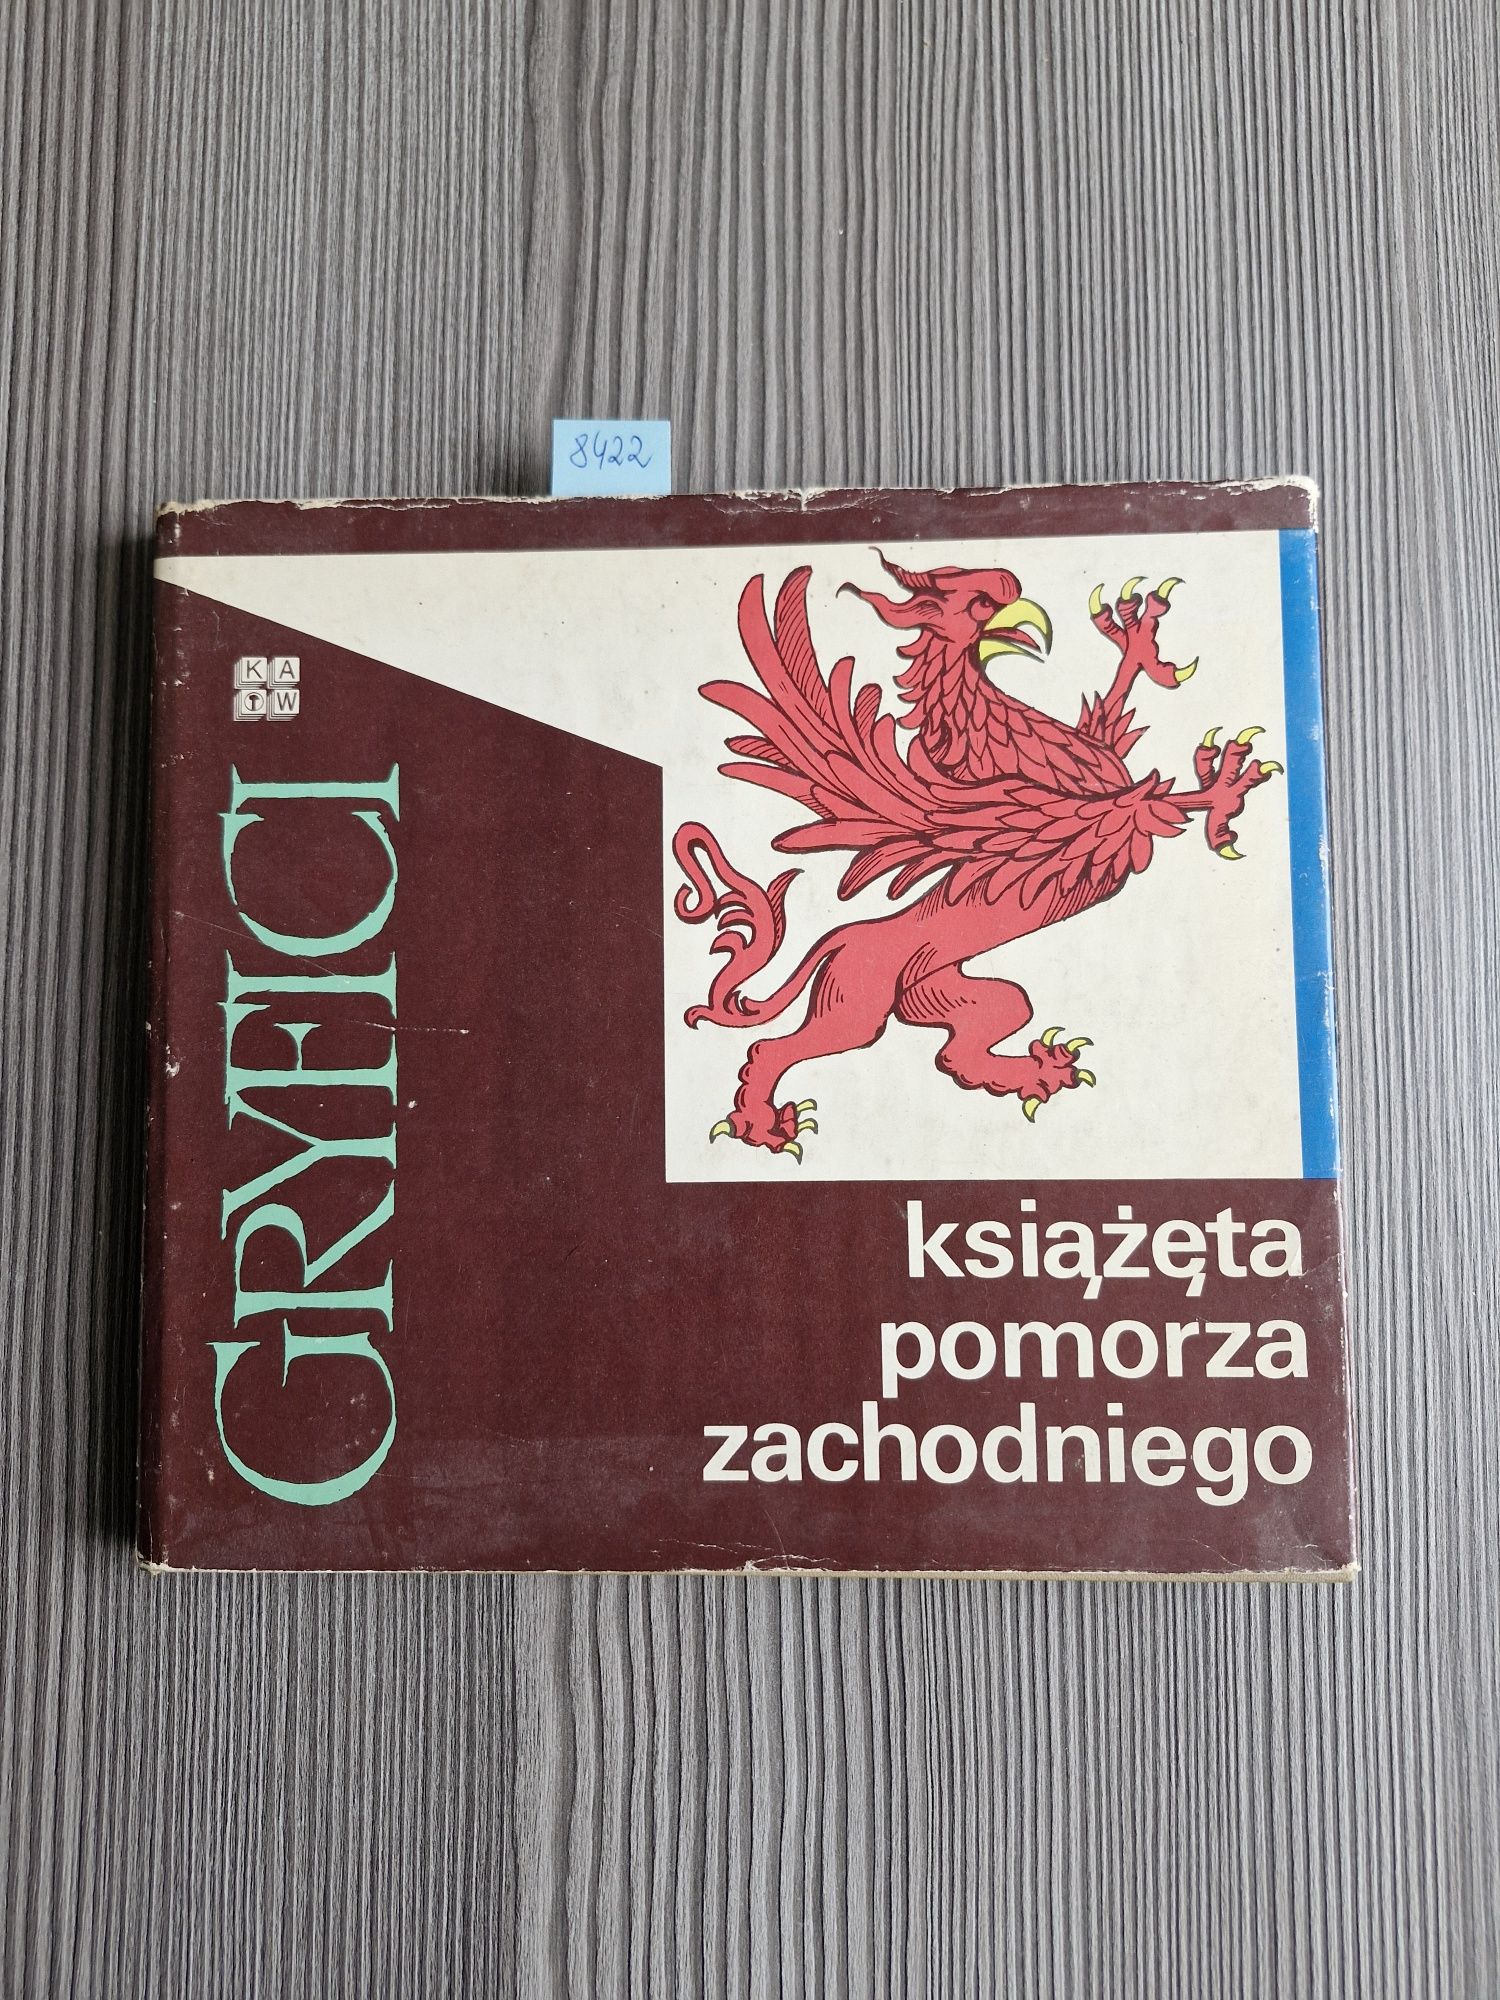 8422
K A
W
GRYFICI
książęta
pomorza
zachodniego